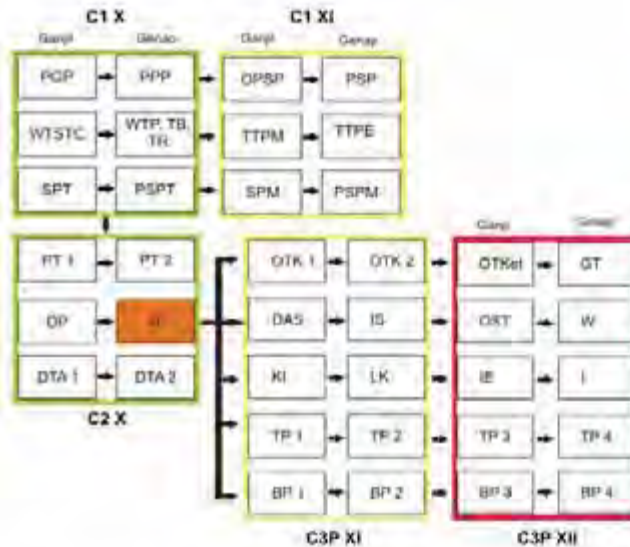 C1 X
C1 XI
Ganjil
Genap
Ganjil
Genap
PGP
PPP
OPSP
PSP
WTSTC
WTP, TB,
TR
TTPM
TTPE
SPT
PSPT
SPM
PSPM
PT 1
PT 2
DP
DTA 1
DTA 2
C2 X
OTK 1
OTK 2
DAS
IS
KI
LK
TP 1
TP 2
BP 1
BP 2
C3P XI
Ganjil
Genap
OTKet
GT
OST
W
IE
I
TP 3
TP 4
BP 3
BP 4
C3P XII